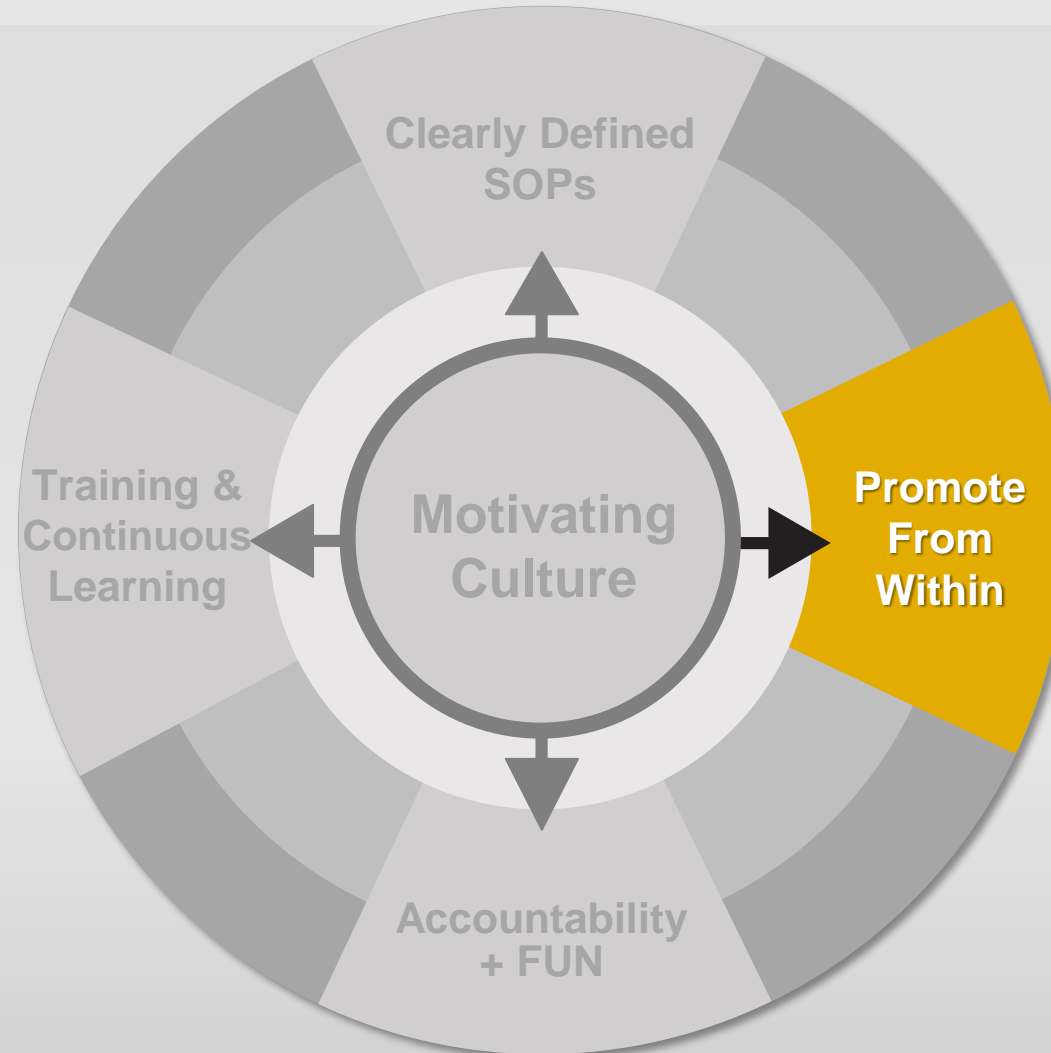 Clearly Defined
SOPs
Training &
Continuous
Learning
Motivating
Culture
Promote
From
Within
Accountability
+ FUN